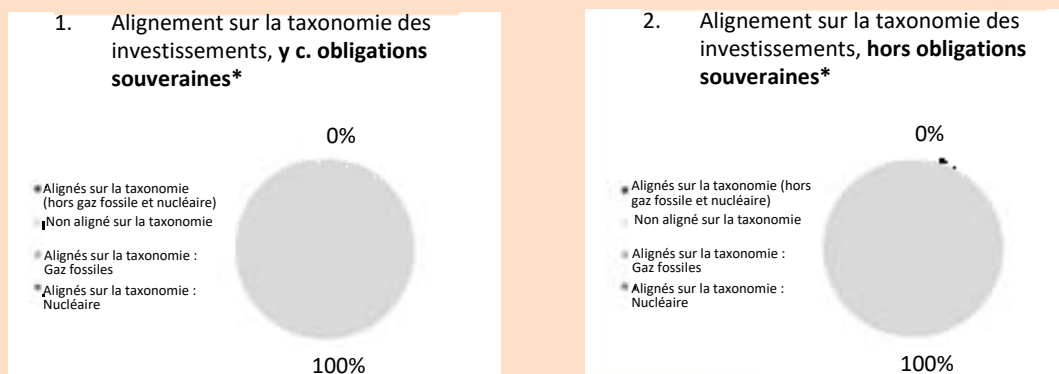 1. Alignement sur la taxonomie des
investissements, y c. obligations
souveraines*
0%
Alignés sur la taxonomie
(hors gaz fossile et nucléaire)
Non aligné sur la taxonomie
Alignés sur la taxonomie :
Gaz fossiles
Alignés sur la taxonomie :
Nucléaire
100%
2. Alignement sur la taxonomie des
investissements, hors obligations
souveraines*
0%
Alignés sur la taxonomie (hors
gaz fossile et nucléaire)
Non aligné sur la taxonomie
Alignés sur la taxonomie :
Gaz fossiles
Alignés sur la taxonomie :
Nucléaire
100%